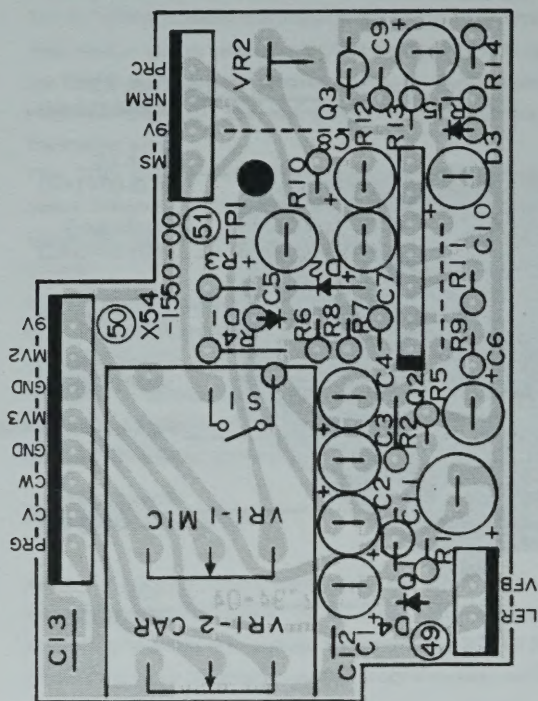 PRC
NRM
9V
MS
VR2
C9
R14
Q3
R12
R13
D3
R10
TP1
51
X54
-1550-00
50
9V
MV2
GND
MV3
GND
CW
CV
PRG
C13
R3
D2
C5
D1
R4
R6
R8
R7
C7
R11
C10
R9
C6
S1
C4
Q2
R5
C3
R2
C2
C11
VR1-1 MIC
VR1-2 CAR
Q1
R1
D4
C12
C1
49
VFB
LER